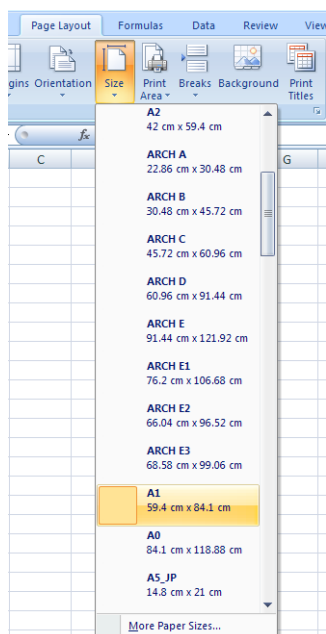 Page Layout Formulas Data Review View
gins Orientation Size Print Area Breaks Background Print Titles
fx
C G
A2
42 cm x 59.4 cm
ARCH A
22.86 cm x 30.48 cm
ARCH B
30.48 cm x 45.72 cm
ARCH C
45.72 cm x 60.96 cm
ARCH D
60.96 cm x 91.44 cm
ARCH E
91.44 cm x 121.92 cm
ARCH E1
76.2 cm x 106.68 cm
ARCH E2
66.04 cm x 96.52 cm
ARCH E3
68.58 cm x 99.06 cm
A1
59.4 cm x 84.1 cm
A0
84.1 cm x 118.88 cm
A5_JP
14.8 cm x 21 cm
More Paper Sizes...